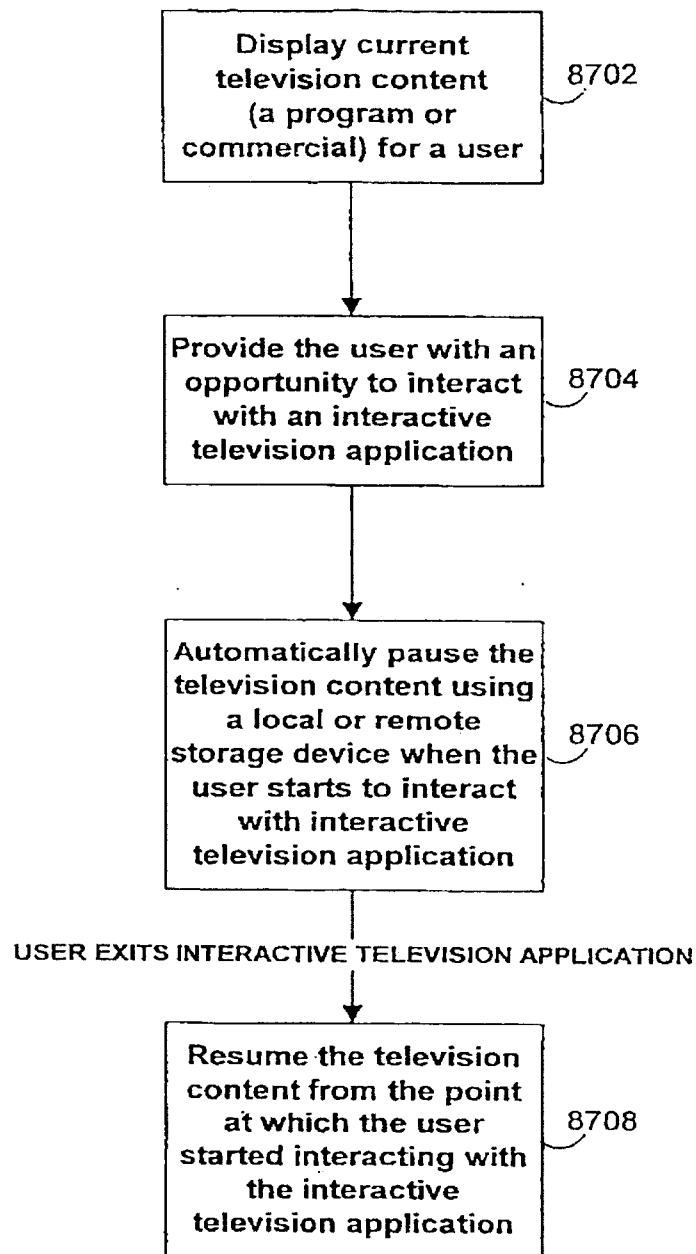 Display current
television content
(a program or
commercial) for a user
8702
Provide the user with an
opportunity to interact
with an interactive
television application
8704
Automatically pause the
television content using
a local or remote
storage device when the
user starts to interact
with interactive
television application
8706
USER EXITS INTERACTIVE TELEVISION APPLICATION
Resume the television
content from the point
at which the user
started interacting with
the interactive
television application
8708